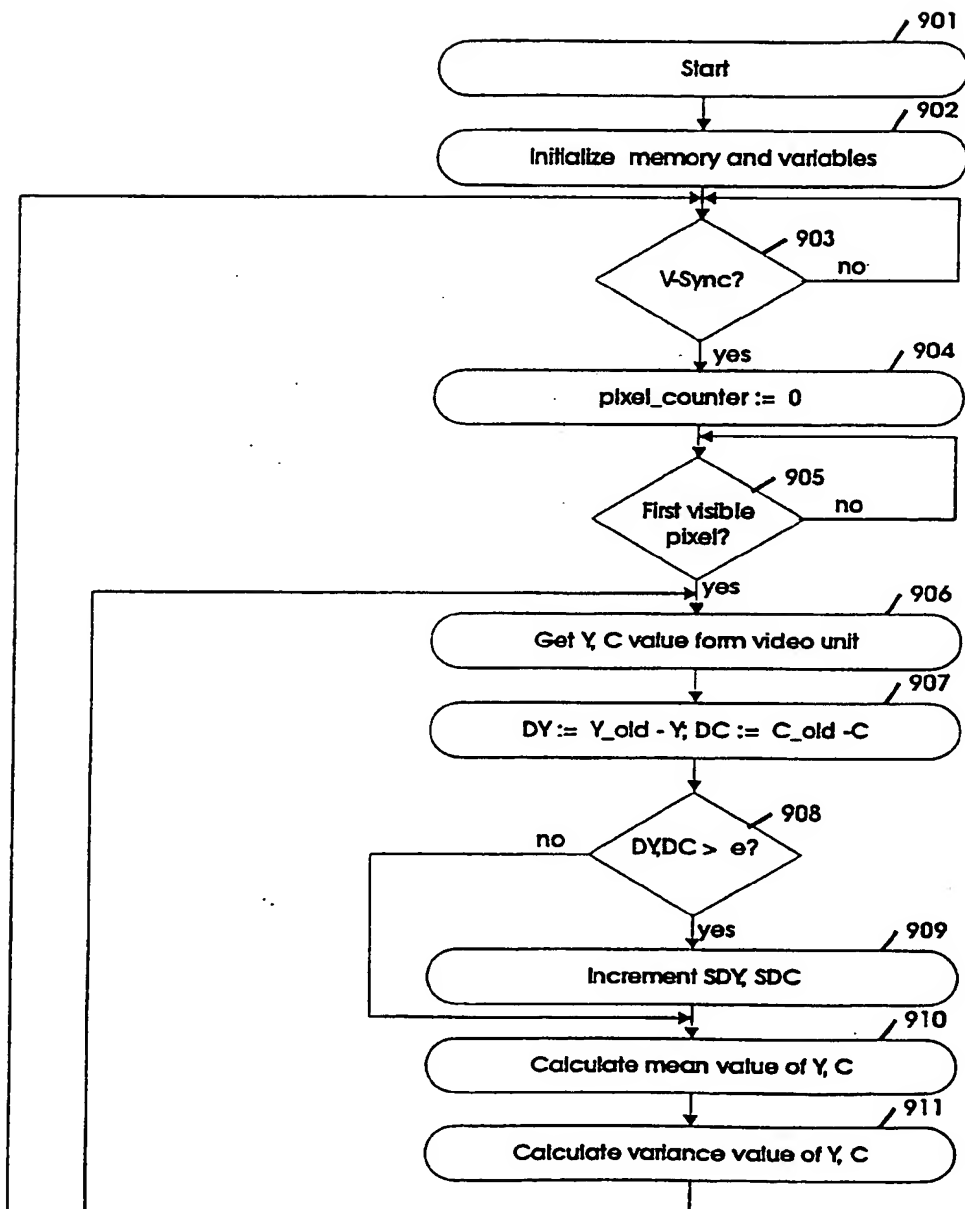 901
Start
902
Initialize memory and variables
903
V-Sync?
no
yes
904
pixel_counter := 0
905
First visible
pixel?
no
yes
906
Get Y, C value form video unit
907
DY := Y_old - Y; DC := C_old -C
908
DY,DC > e?
no
yes
909
Increment SDY, SDC
910
Calculate mean value of Y, C
911
Calculate variance value of Y, C